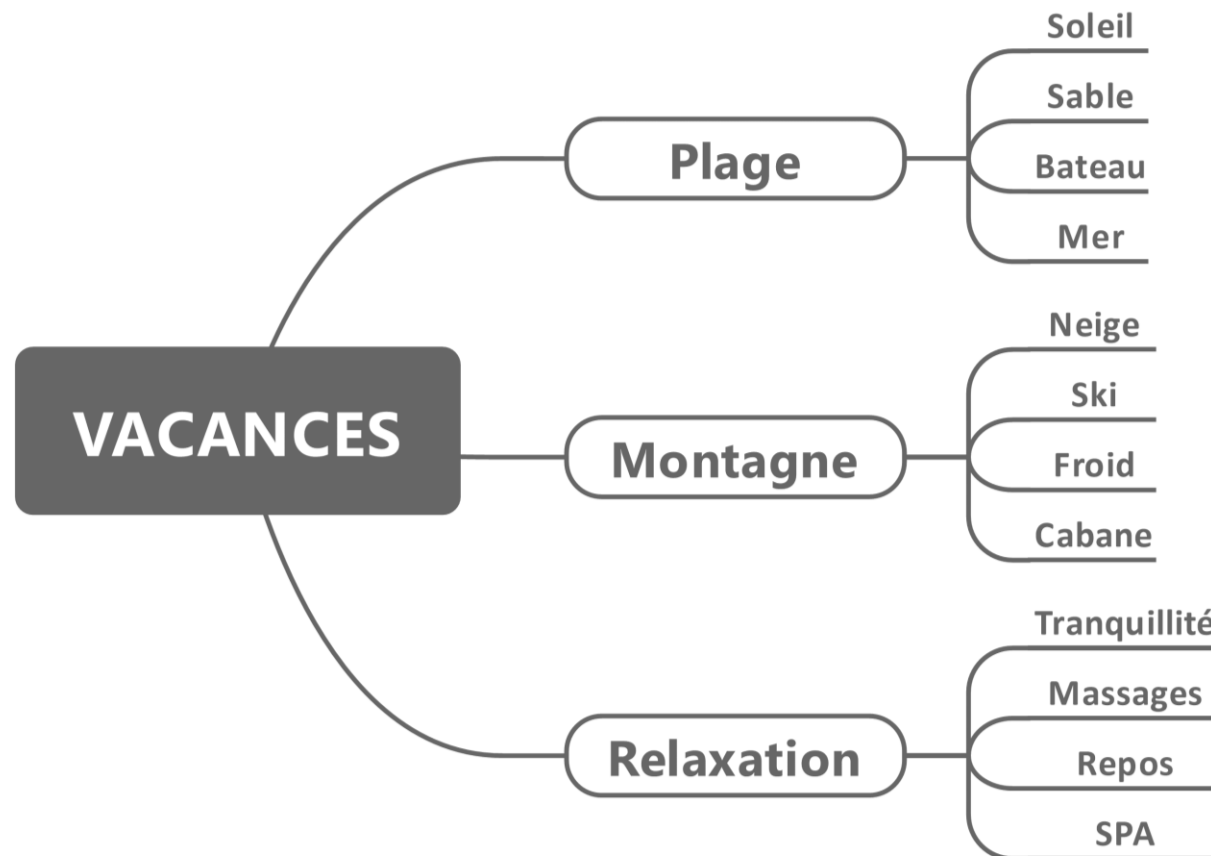 VACANCES
Plage
Soleil
Sable
Bateau
Mer
Montagne
Neige
Ski
Froid
Cabane
Relaxation
Tranquillité
Massages
Repos
SPA